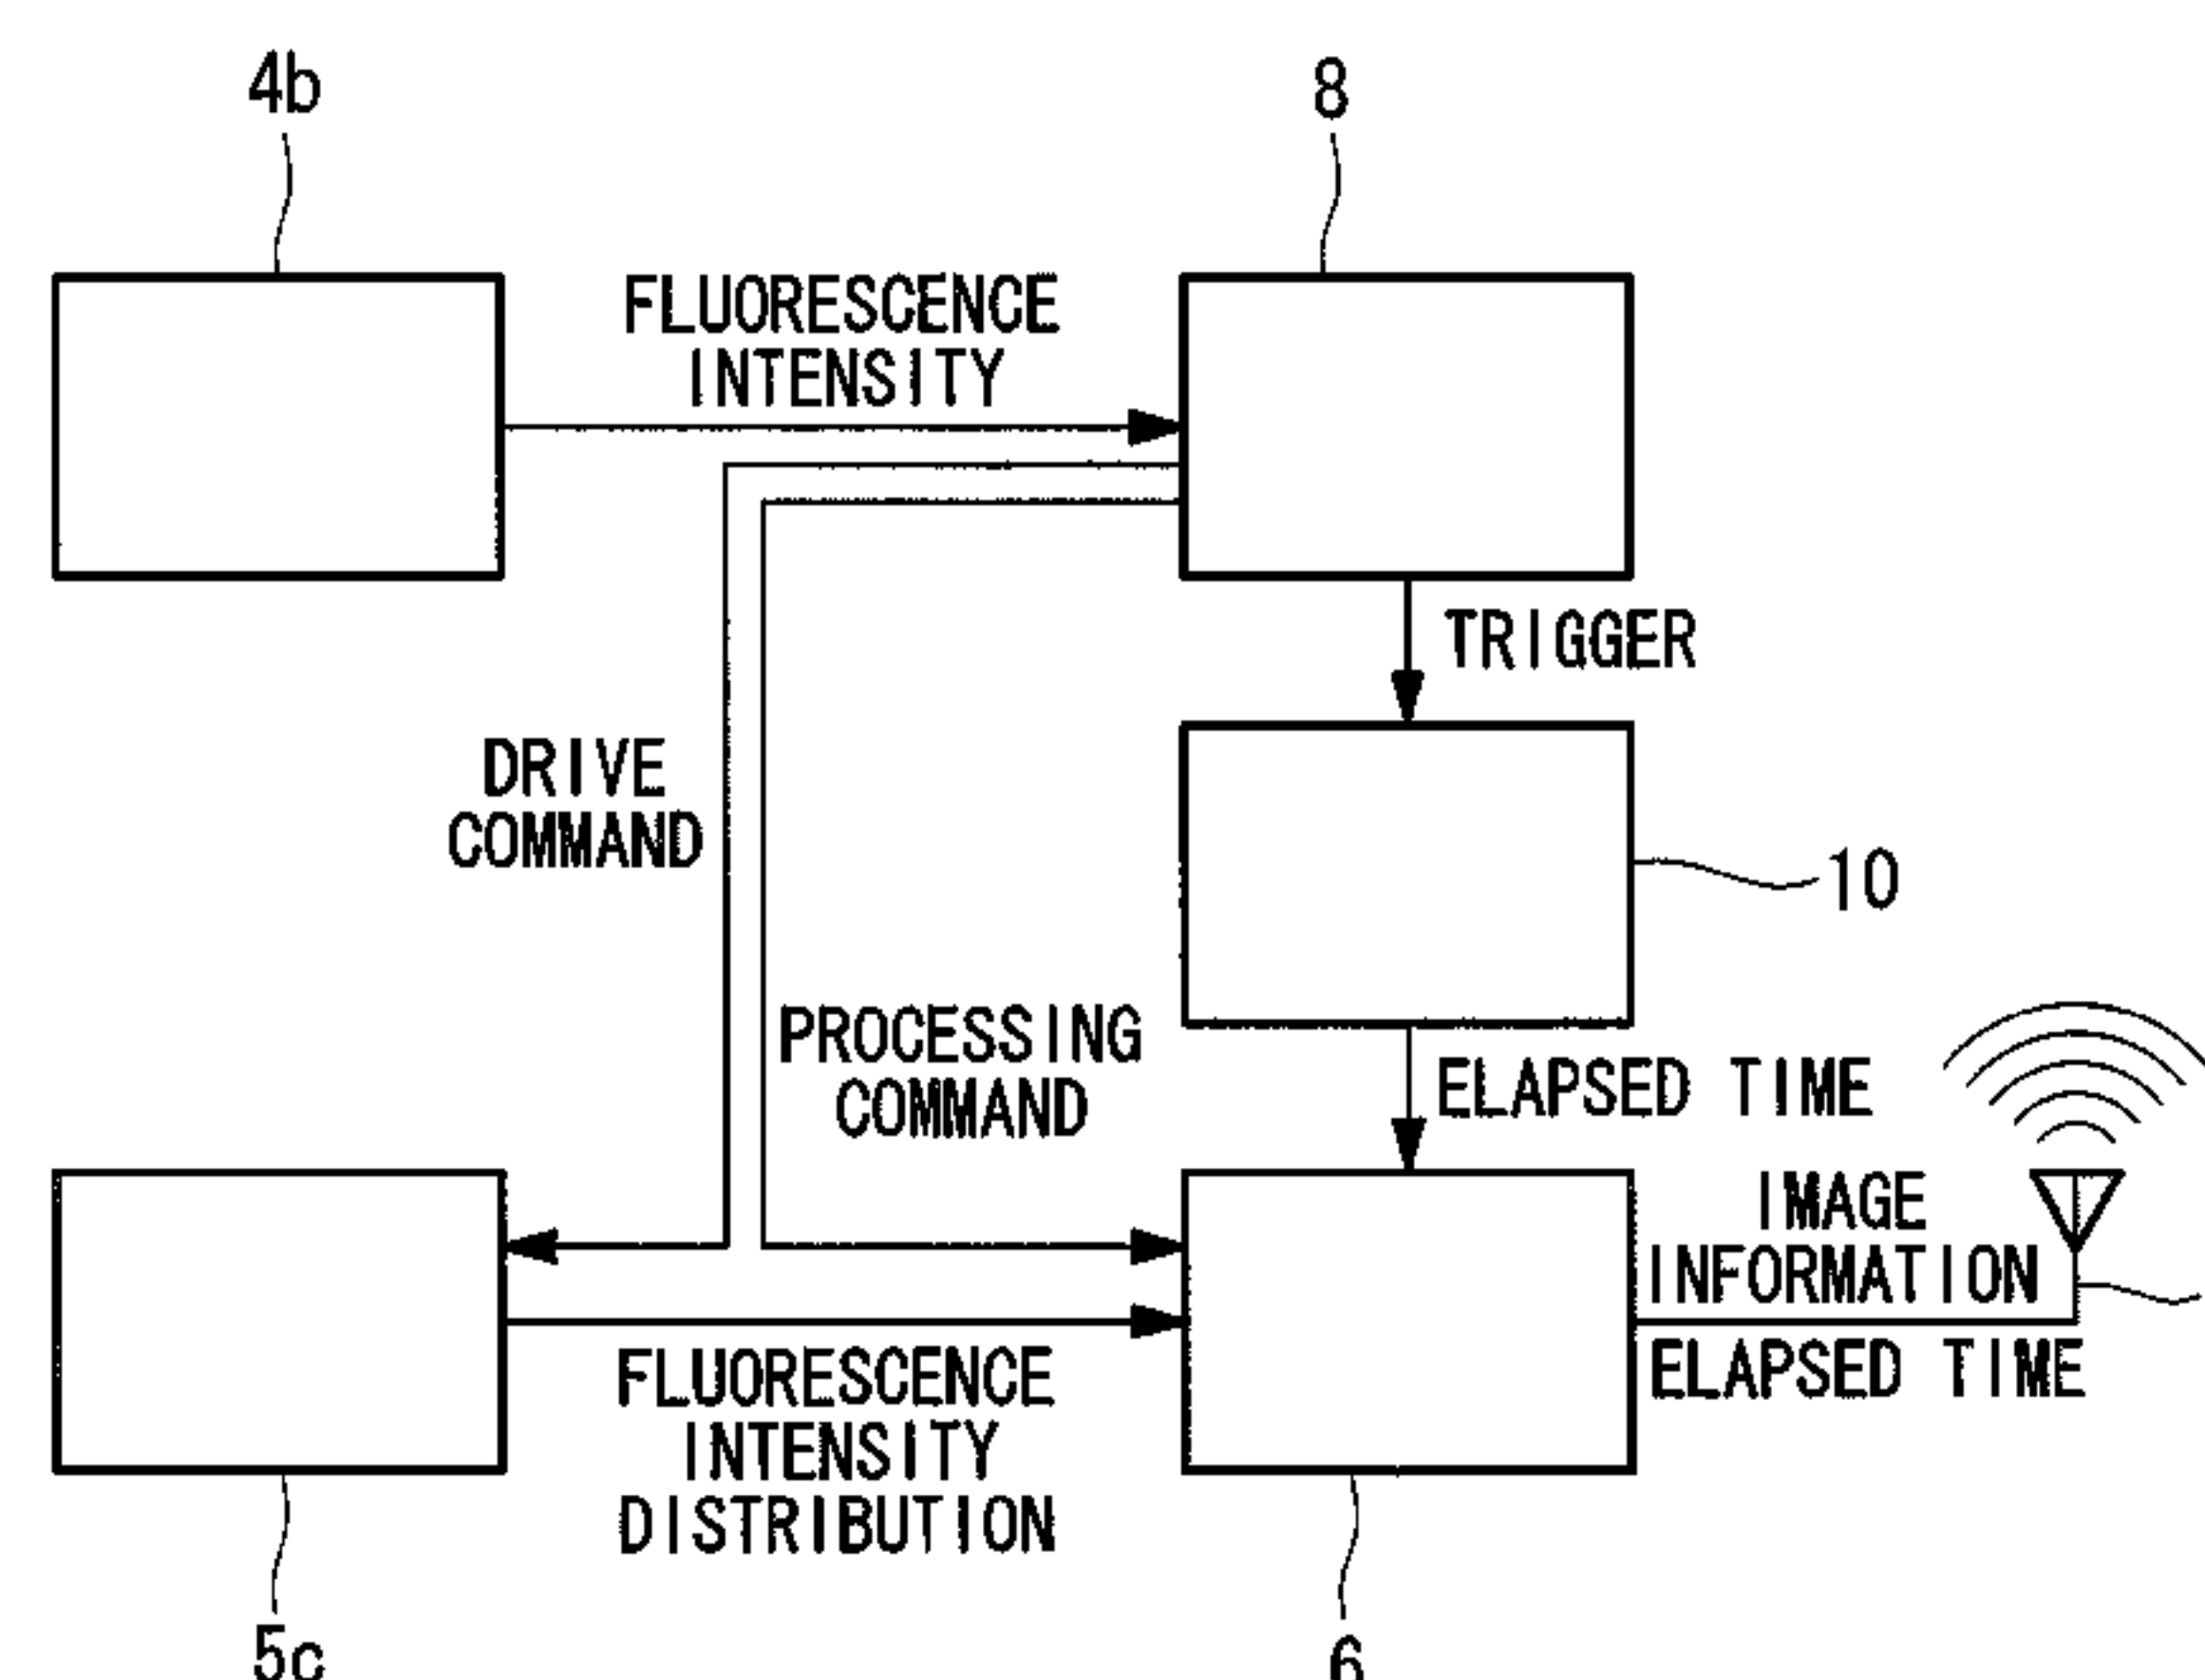 4b
8
FLUORESCENCE
INTENSITY
TRIGGER
DRIVE
COMMAND
10
PROCESSING
COMMAND
ELAPSED TIME
IMAGE
INFORMATION
ELAPSED TIME
FLUORESCENCE
INTENSITY
DISTRIBUTION
5c
6